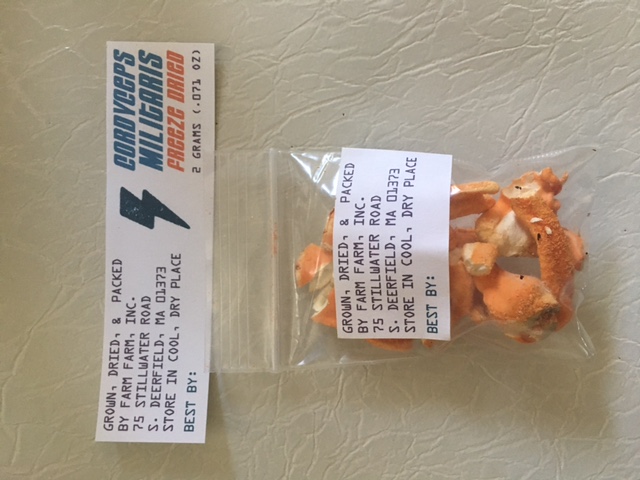 CORDYCEPS
MILITARIS
FREEZE DRIED
2 GRAMS (.071 OZ)
GROWN, DRIED, & PACKED
BY FARM FARM, INC.
75 STILLWATER ROAD
S. DEERFIELD, MA 01373
STORE IN COOL, DRY PLACE
BEST BY:
GROWN, DRIED, & PACKED
BY FARM FARM, INC.
75 STILLWATER ROAD
S. DEERFIELD, MA 01373
STORE IN COOL, DRY PLACE
BEST BY: